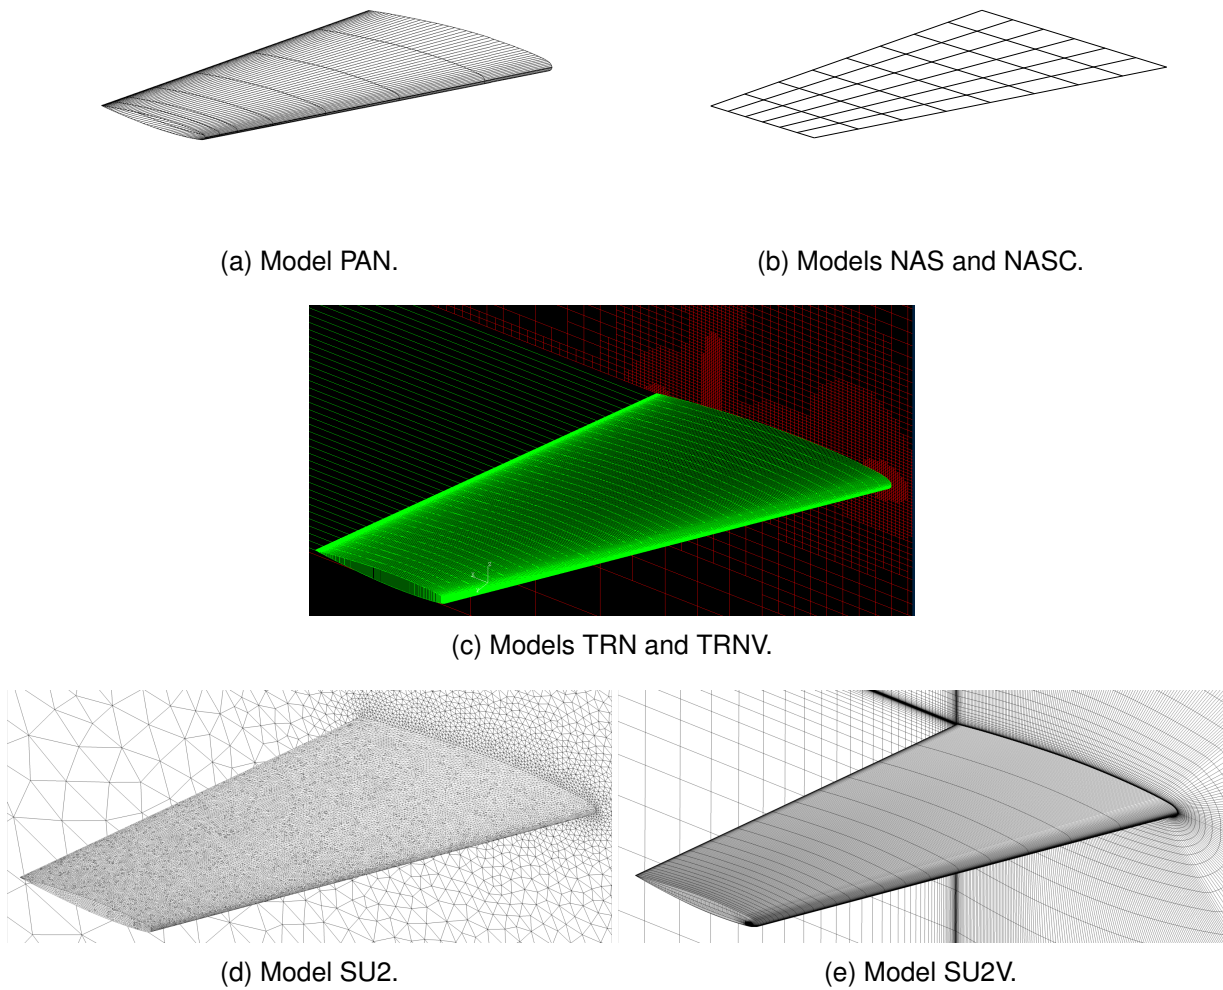 (a) Model PAN.
(b) Models NAS and NASC.
(c) Models TRN and TRNV.
(d) Model SU2.
(e) Model SU2V.